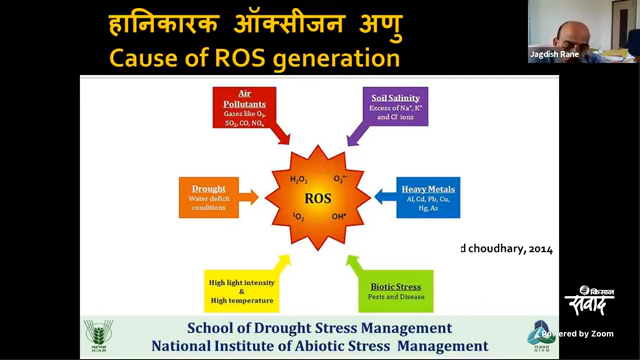 हानिकारक ऑक्सीजन अणु
Cause of ROS generation
Jagdish Rane
Air
Pollutants
Gases like O₃,
SO₂, CO, NOₓ
Soil Salinity
Excess of Na⁺, K⁺
and Cl⁻ ions
Drought
Water deficit
conditions
H₂O₂
O₂•⁻
ROS
¹O₂
OH•
Heavy Metals
Al, Cd, Pb, Cu,
Hg, As
d choudhary, 2014
High light intensity
&
High temperature
Biotic Stress
Pests and Disease
किसान
संवाद
Powered by Zoom
School of Drought Stress Management
National Institute of Abiotic Stress Management
ICAR
NIAM